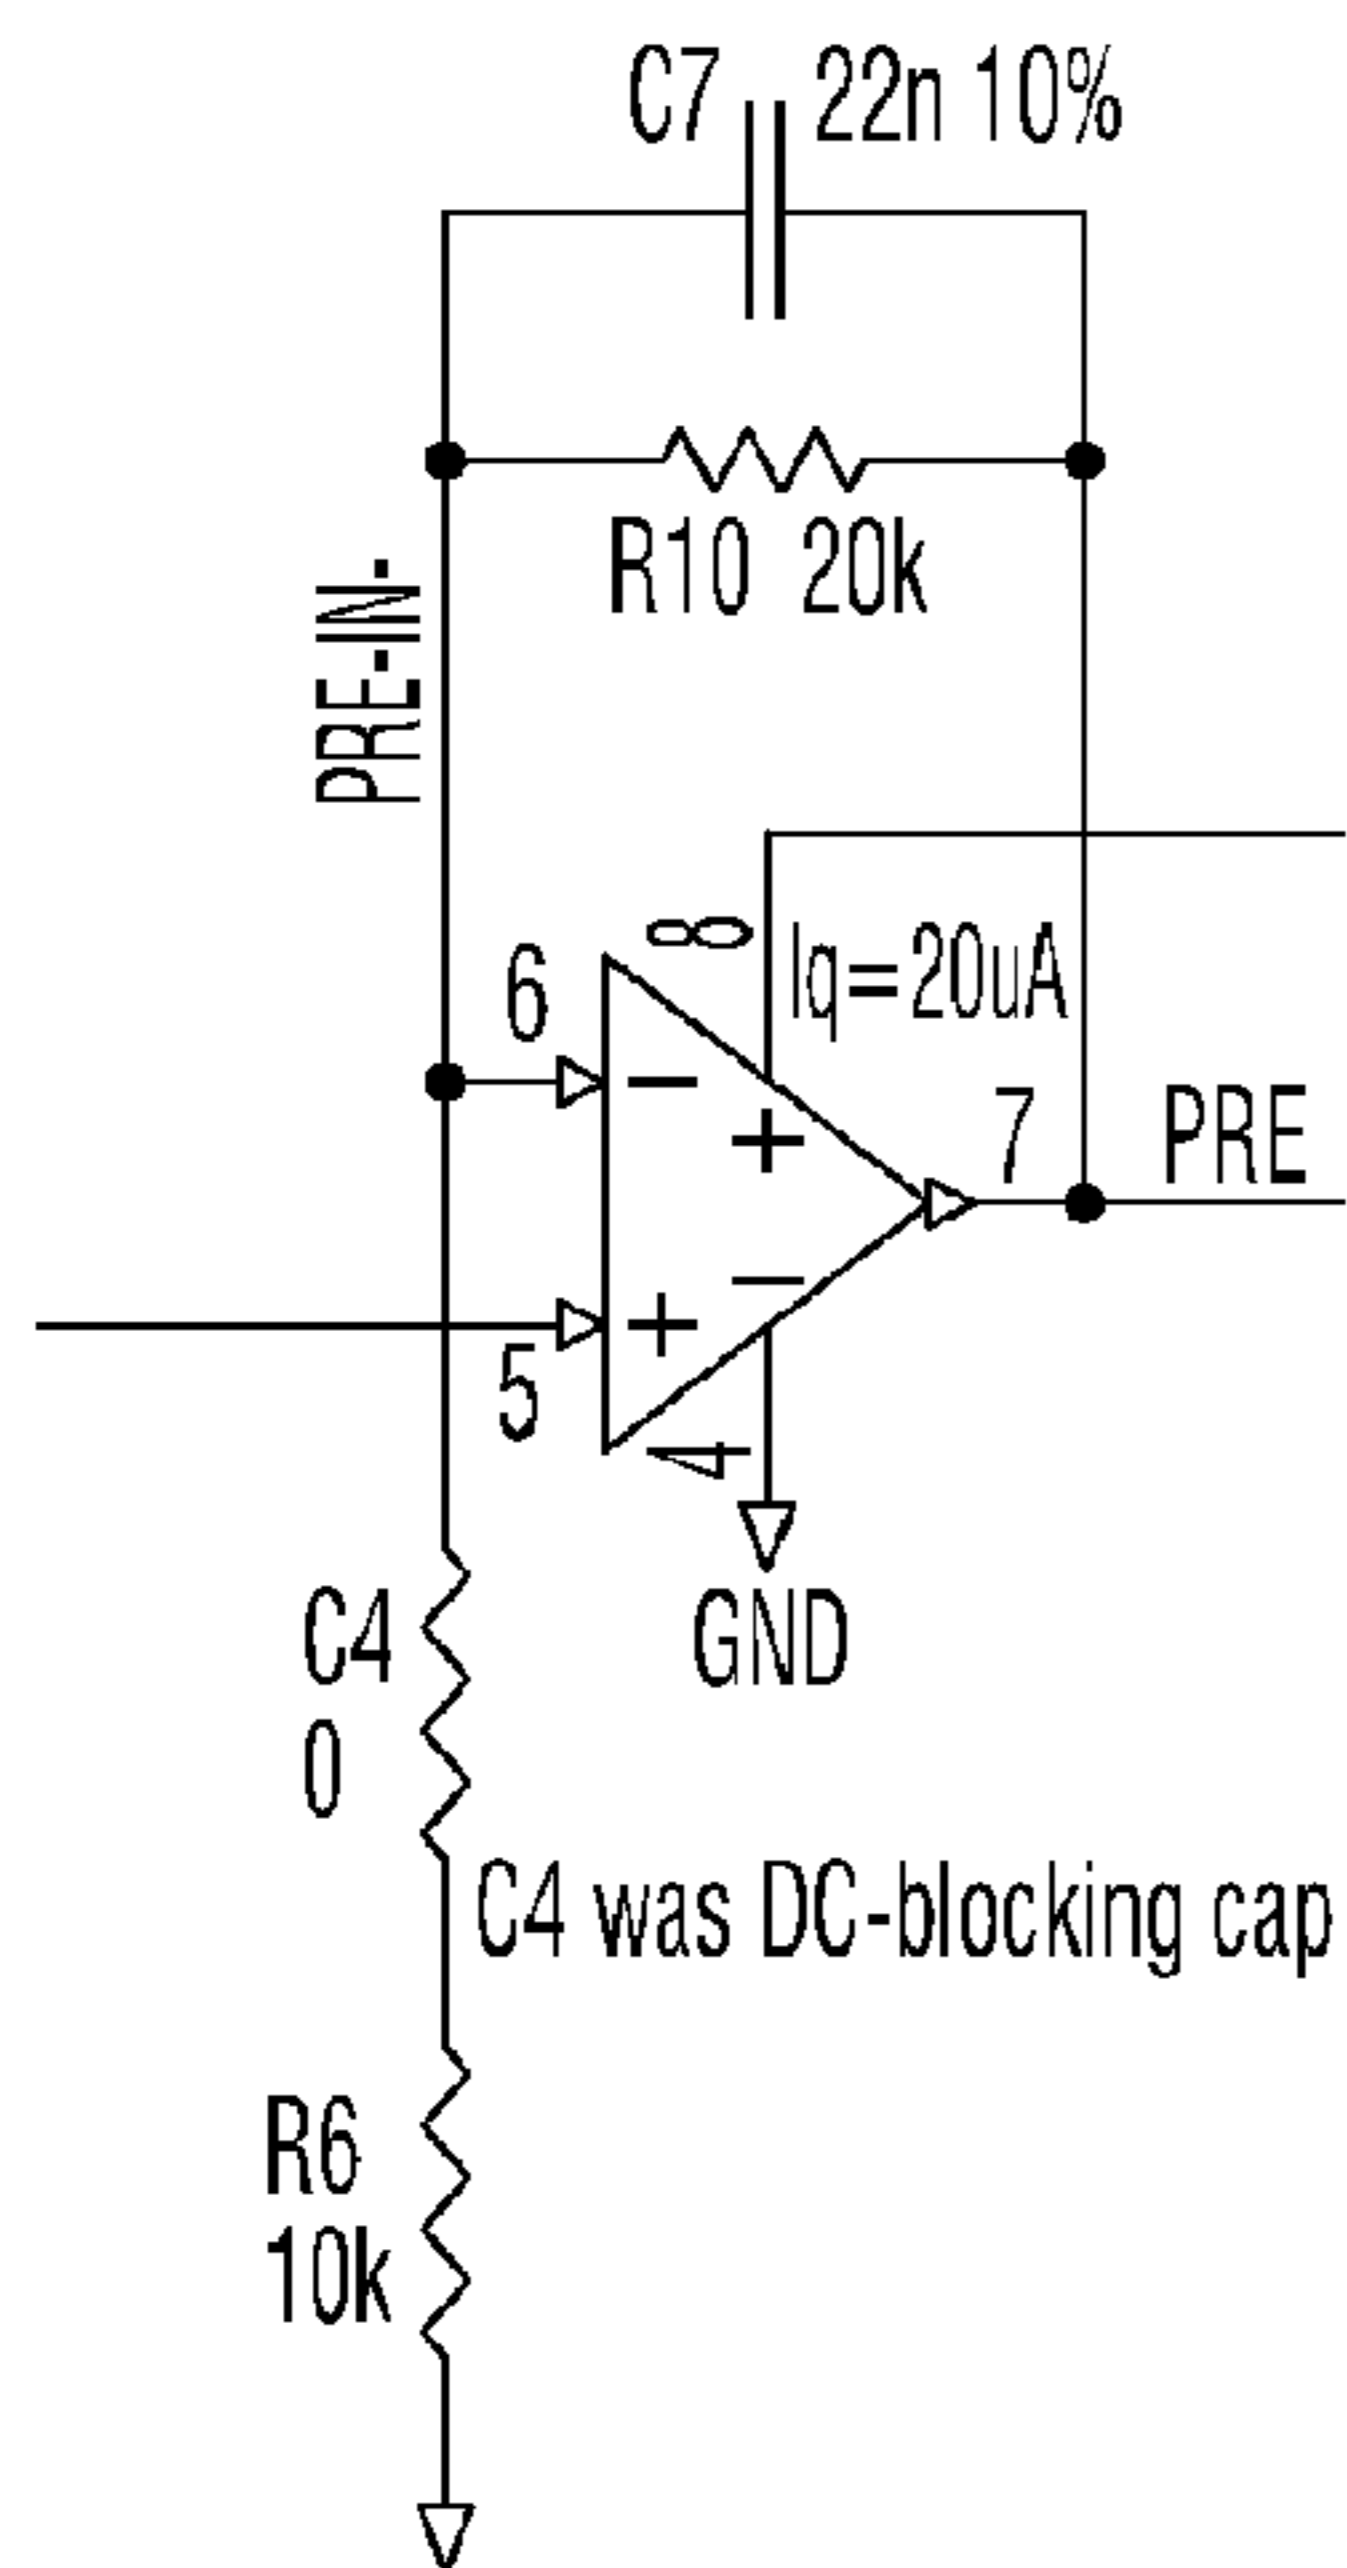 C7 22n 10%
R10 20k
PRE-IN-
8
Iq=20uA
6
−
+
7
PRE
−
+
5
4
GND
C4
0
C4 was DC-blocking cap
R6
10k